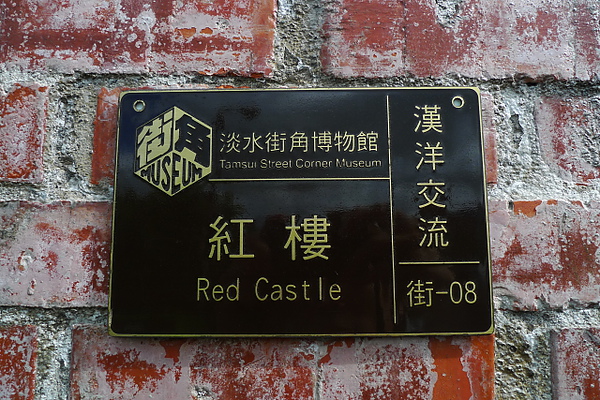 街角
MUSEUM
淡水街角博物館
Tamsui Street Corner Museum
紅樓
Red Castle
漢洋交流
街-08